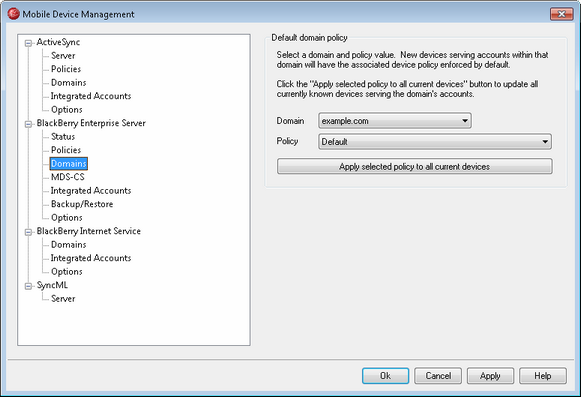 Mobile Device Management
ActiveSync
Server
Policies
Domains
Integrated Accounts
Options
BlackBerry Enterprise Server
Status
Policies
Domains
MDS-CS
Integrated Accounts
Backup/Restore
Options
BlackBerry Internet Service
Domains
Integrated Accounts
Options
SyncML
Server
Default domain policy
Select a domain and policy value. New devices serving accounts within that
domain will have the associated device policy enforced by default.
Click the "Apply selected policy to all current devices" button to update all
currently known devices serving the domain's accounts.
Domain example.com
Policy Default
Apply selected policy to all current devices
Ok Cancel Apply Help